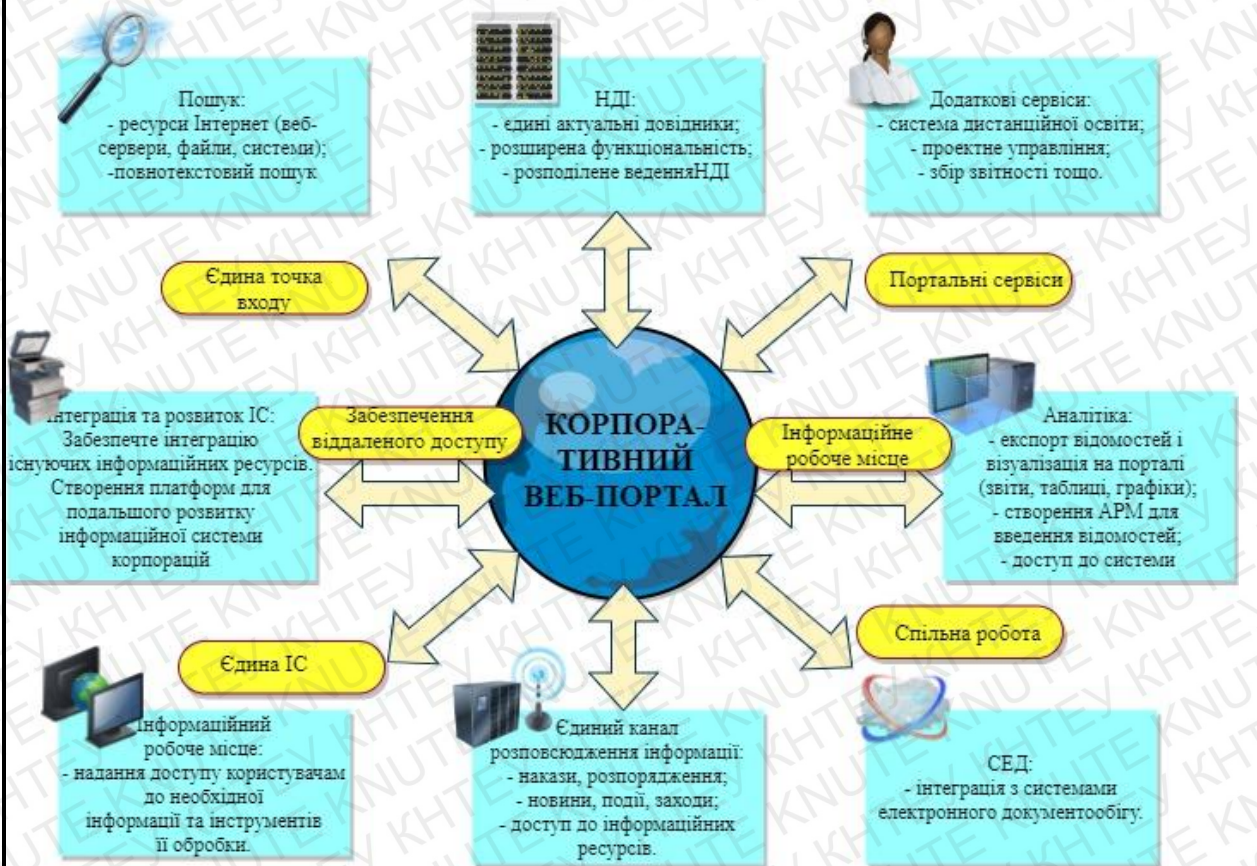 Пошук:
- ресурси Інтернет (веб-
сервери, файли, системи);
-повнотекстовий пошук
НДІ:
- єдині актуальні довідники;
- розширена функціональність;
- розподілене веденняНДІ
Додаткові сервіси:
- система дистанційної освіти;
- проектне управління;
- збір звітності тощо.
Єдина точка
входу
Портальні сервіси
Інтеграція та розвиток ІС:
Забезпечте інтеграцію
існуючих інформаційних ресурсів.
Створення платформ для
подальшого розвитку
інформаційної системи
корпорацій
Забезпечення
віддаленого доступу
КОРПОРА-
ТИВНИЙ
ВЕБ-ПОРТАЛ
Інформаційне
робоче місце
Аналітика:
- експорт відомостей і
візуалізація на порталі
(звіти, таблиці, графіки);
- створення АРМ для
введення відомостей;
- доступ до системи
Єдина ІС
Спільна робота
Інформаційний
робоче місце:
- надання доступу користувачам
до необхідної
інформації та інструментів
її обробки.
Єдиний канал
розповсюдження інформації:
- накази, розпорядження;
- новини, події, заходи;
- доступ до інформаційних
ресурсів.
СЕД:
- інтеграція з системами
електронного документообігу.